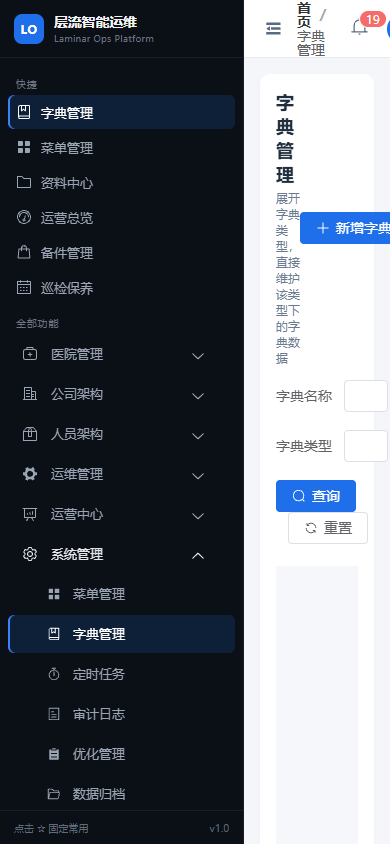 LO
层流智能运维
Laminar Ops Platform
快捷
字典管理
菜单管理
资料中心
运营总览
备件管理
巡检保养
全部功能
医院管理
公司架构
人员架构
运维管理
运营中心
系统管理
菜单管理
字典管理
定时任务
审计日志
优化管理
数据归档
点击 ☆ 固定常用
v1.0
首
页
/
字典
管理
19
字
典
管
理
展开
字典
类
型，
直接
维护
该类
型下
的字
典数
据
新增字典
字典名称
字典类型
查询
重置